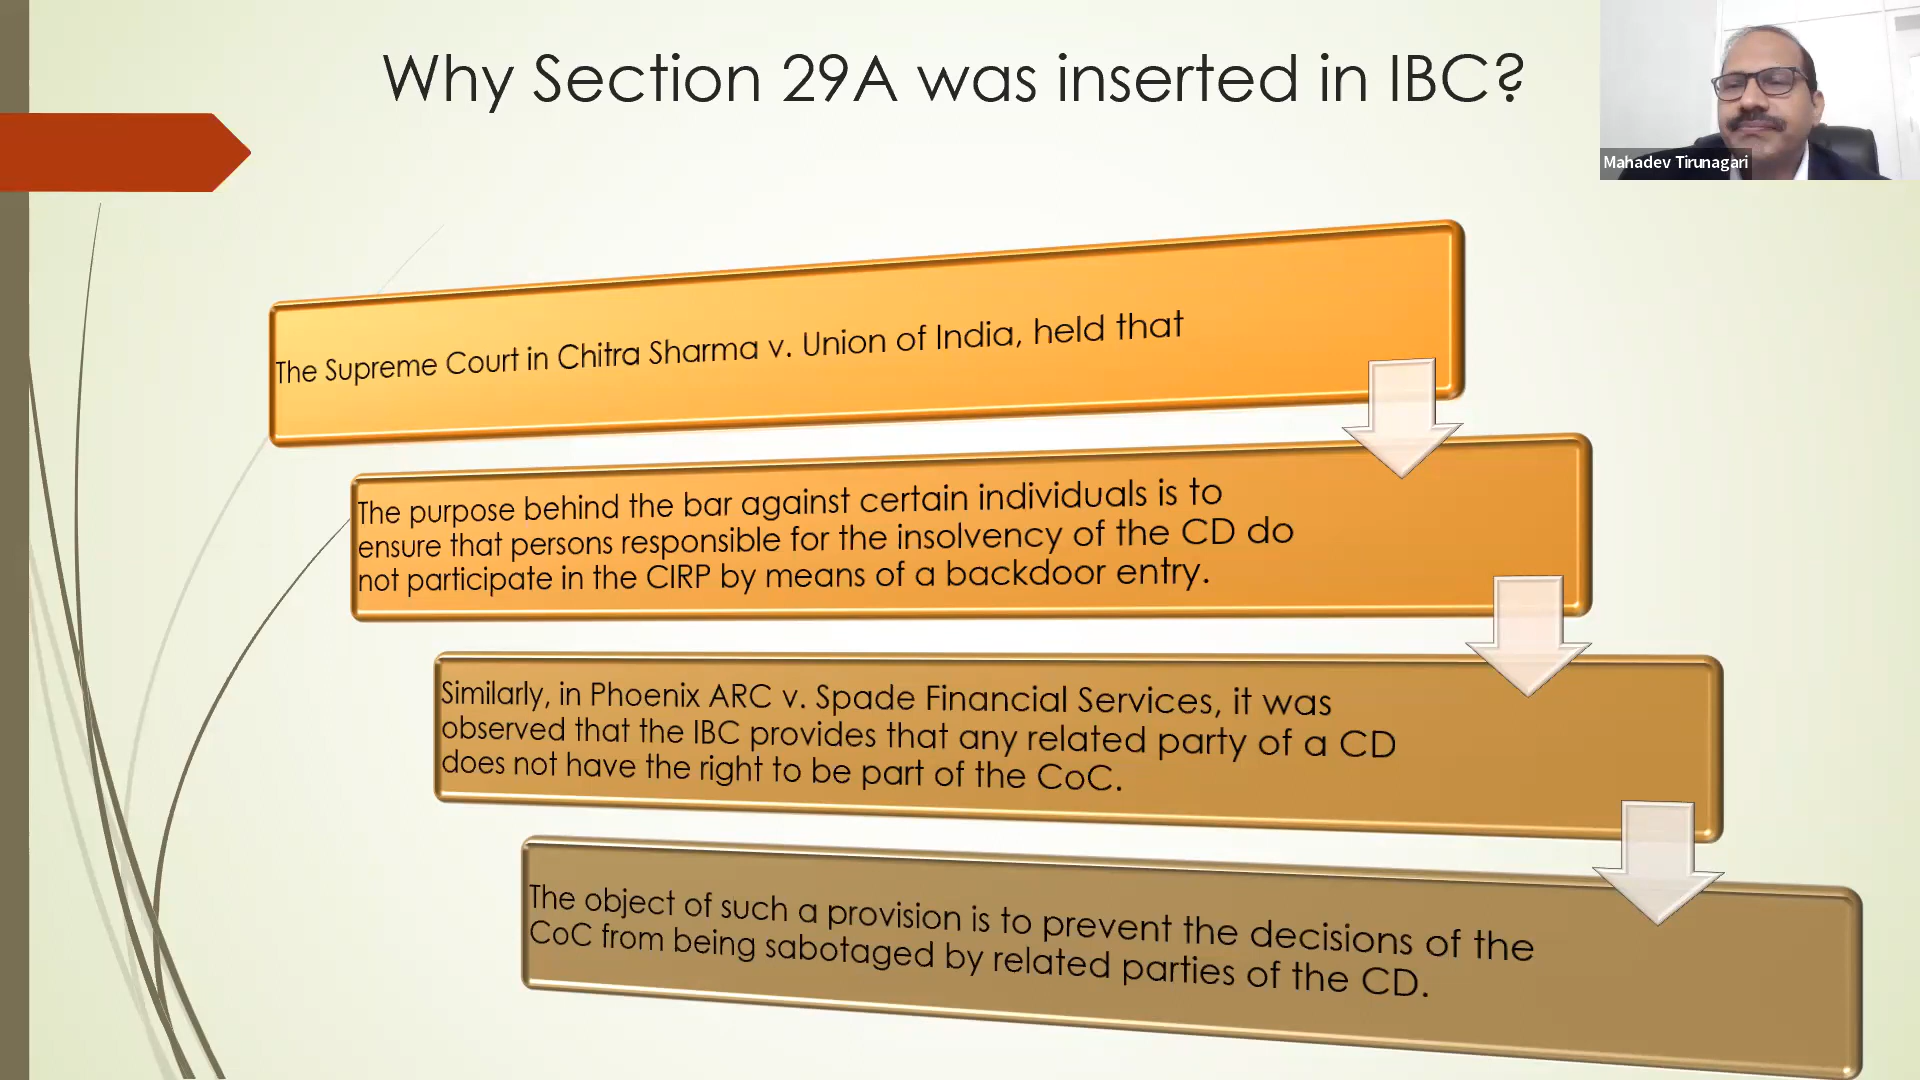 Why Section 29A was inserted in IBC?
Mahadev Tirunagari
The Supreme Court in Chitra Sharma v. Union of India, held that
The purpose behind the bar against certain individuals is to
ensure that persons responsible for the insolvency of the CD do
not participate in the CIRP by means of a backdoor entry.
Similarly, in Phoenix ARC v. Spade Financial Services, it was
observed that the IBC provides that any related party of a CD
does not have the right to be part of the CoC.
The object of such a provision is to prevent the decisions of the
CoC from being sabotaged by related parties of the CD.